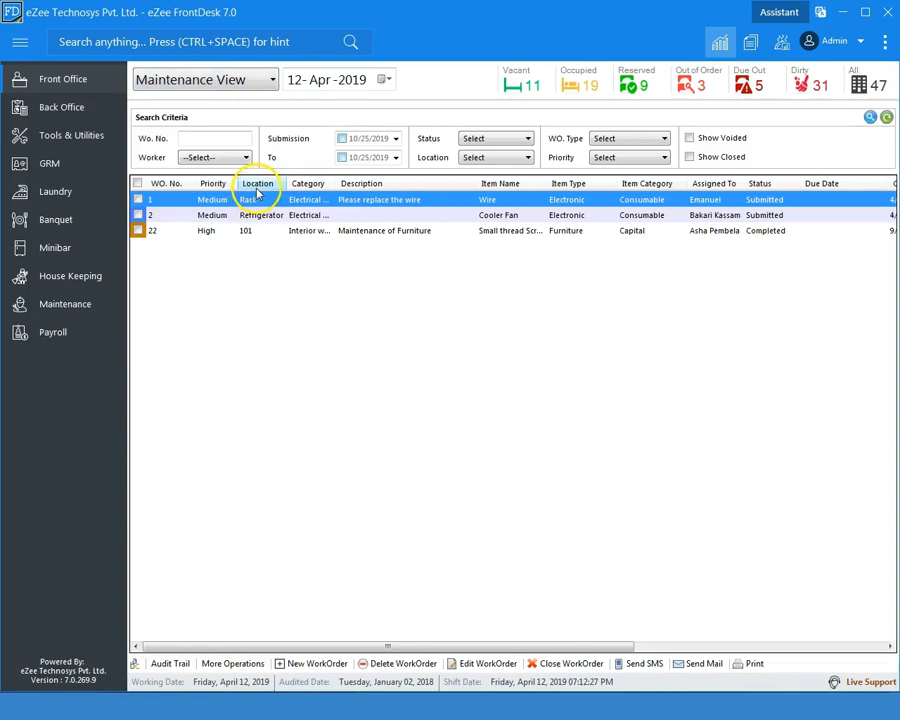 FD eZee Technosys Pvt. Ltd. - eZee FrontDesk 7.0 Assistant
Search anything... Press (CTRL+SPACE) for hint Admin
Front Office
Back Office
Tools & Utilities
GRM
Laundry
Banquet
Minibar
House Keeping
Maintenance
Payroll
Powered By:
eZee Technosys Pvt. Ltd.
Version : 7.0.269.9
Maintenance View 12- Apr -2019
Vacant Occupied Reserved Out of Order Due Out Dirty All
11 19 9 3 5 31 47
Search Criteria
Wo. No. Submission 10/25/2019 Status Select WO. Type Select Show Voided
Worker --Select-- To 10/25/2019 Location Select Priority Select Show Closed
WO. No. Priority Location Category Description Item Name Item Type Item Category Assigned To Status Due Date
1 Medium Electrical ... Please replace the wire Wire Electronic Consumable Emanuel Submitted 4/
2 Medium Refrigerator Electrical ... Cooler Fan Electronic Consumable Bakari Kassam Submitted 4/
22 High 101 Interior w... Maintenance of Furniture Small thread Scr... Furniture Capital Asha Pembela Completed 9/
Audit Trail More Operations New WorkOrder Delete WorkOrder Edit WorkOrder Close WorkOrder Send SMS Send Mail Print
Working Date: Friday, April 12, 2019 Audited Date: Tuesday, January 02, 2018 Shift Date: Friday, April 12, 2019 07:12:27 PM Live Support